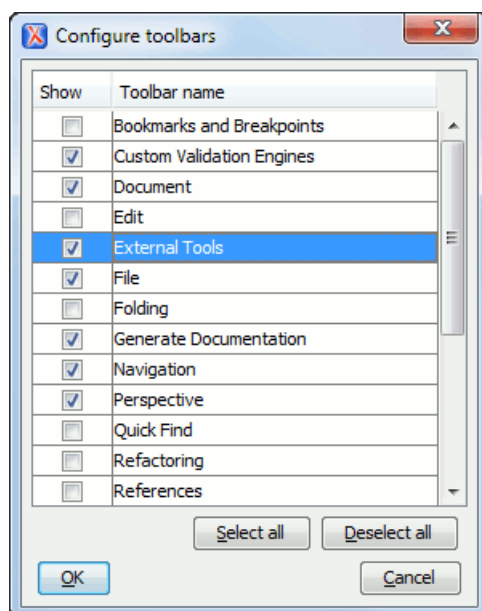 Configure toolbars
Show Toolbar name
Bookmarks and Breakpoints
Custom Validation Engines
Document
Edit
External Tools
File
Folding
Generate Documentation
Navigation
Perspective
Quick Find
Refactoring
References
Select all Deselect all
OK Cancel